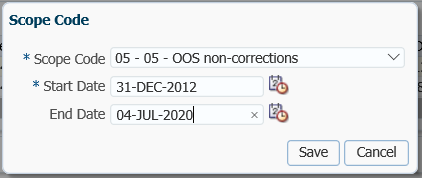 Scope Code
* Scope Code 05 - 05 - OOS non-corrections
* Start Date 31-DEC-2012
End Date 04-JUL-2020 ×
Save Cancel